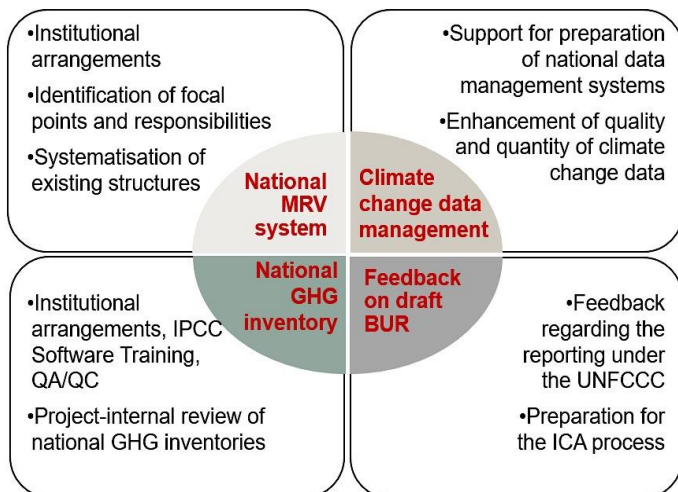 •Institutional
arrangements
•Identification of focal
points and responsibilities
•Systematisation of
existing structures
•Support for preparation
of national data
management systems
•Enhancement of quality
and quantity of climate
change data
National
MRV
system
Climate
change data
management
National
GHG
inventory
Feedback
on draft
BUR
•Institutional
arrangements, IPCC
Software Training,
QA/QC
•Project-internal review of
national GHG inventories
•Feedback
regarding the
reporting under
the UNFCCC
•Preparation for
the ICA process